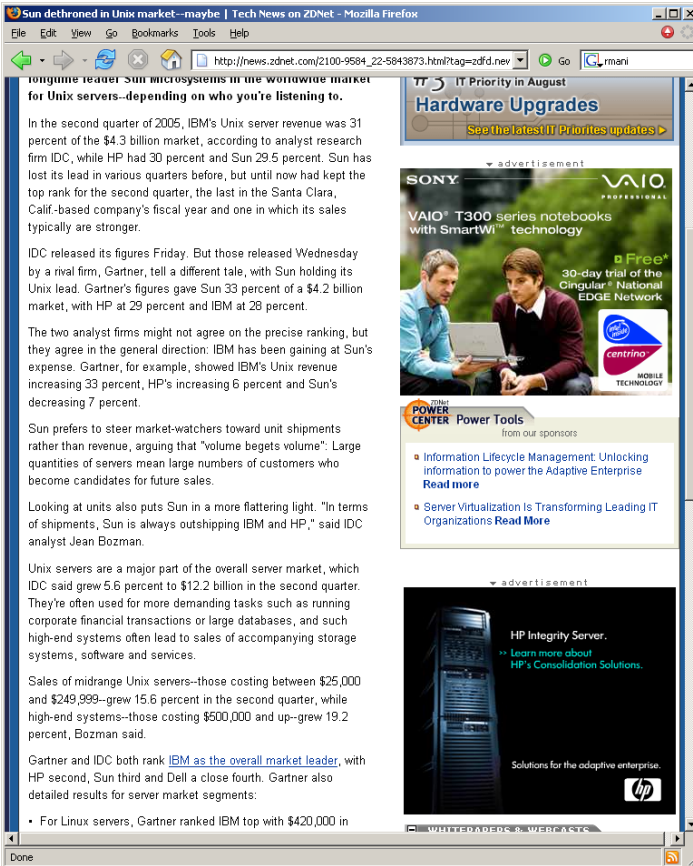 Sun dethroned in Unix market--maybe | Tech News on ZDNet - Mozilla Firefox
File Edit View Go Bookmarks Tools Help
http://news.zdnet.com/2100-9584_22-5843873.html?tag=zdfd.nev
Go
rmani
longtime leader Sun Microsystems in the worldwide market
for Unix servers--depending on who you're listening to.
In the second quarter of 2005, IBM's Unix server revenue was 31
percent of the $4.3 billion market, according to analyst research
firm IDC, while HP had 30 percent and Sun 29.5 percent. Sun has
lost its lead in various quarters before, but until now had kept the
top rank for the second quarter, the last in the Santa Clara,
Calif.-based company's fiscal year and one in which its sales
typically are stronger.
IDC released its figures Friday. But those released Wednesday
by a rival firm, Gartner, tell a different tale, with Sun holding its
Unix lead. Gartner's figures gave Sun 33 percent of a $4.2 billion
market, with HP at 29 percent and IBM at 28 percent.
The two analyst firms might not agree on the precise ranking, but
they agree in the general direction: IBM has been gaining at Sun's
expense. Gartner, for example, showed IBM's Unix revenue
increasing 33 percent, HP's increasing 6 percent and Sun's
decreasing 7 percent.
Sun prefers to steer market-watchers toward unit shipments
rather than revenue, arguing that "volume begets volume": Large
quantities of servers mean large numbers of customers who
become candidates for future sales.
Looking at units also puts Sun in a more flattering light. "In terms
of shipments, Sun is always outshipping IBM and HP," said IDC
analyst Jean Bozman.
Unix servers are a major part of the overall server market, which
IDC said grew 5.6 percent to $12.2 billion in the second quarter.
They're often used for more demanding tasks such as running
corporate financial transactions or large databases, and such
high-end systems often lead to sales of accompanying storage
systems, software and services.
Sales of midrange Unix servers--those costing between $25,000
and $249,999--grew 15.6 percent in the second quarter, while
high-end systems--those costing $500,000 and up--grew 19.2
percent, Bozman said.
Gartner and IDC both rank IBM as the overall market leader, with
HP second, Sun third and Dell a close fourth. Gartner also
detailed results for server market segments:
• For Linux servers, Gartner ranked IBM top with $420,000 in
#3 IT Priority in August
Hardware Upgrades
See the latest IT Priorites updates
advertisement
SONY VAIO
PROFESSIONAL
VAIO® T300 series notebooks
with SmartWi™ technology
Free*
30-day trial of the
Cingular® National
EDGE Network
intel inside
centrino™
MOBILE
TECHNOLOGY
ZDNet
POWER
CENTER Power Tools
from our sponsors
Information Lifecycle Management: Unlocking
information to power the Adaptive Enterprise
Read more
Server Virtualization Is Transforming Leading IT
Organizations Read More
advertisement
HP Integrity Server.
>> Learn more about
HP's Consolidation Solutions.
Solutions for the adaptive enterprise.
hp
WHITEPAPERS & WEBCASTS
Done